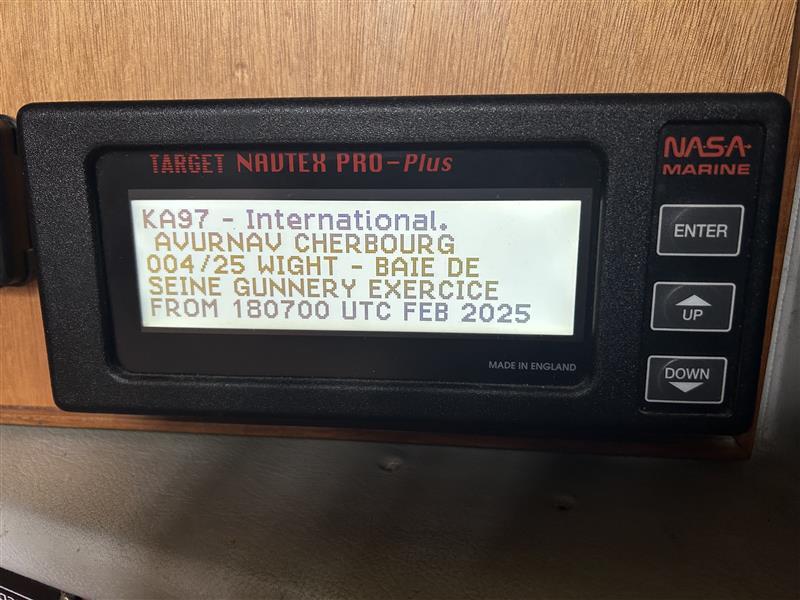 TARGET NAVTEX PRO-Plus
KA97 - International.
AVURNAV CHERBOURG
004/25 WIGHT - BAIE DE
SEINE GUNNERY EXERCICE
FROM 180700 UTC FEB 2025
MADE IN ENGLAND
NASA
MARINE
ENTER
UP
DOWN